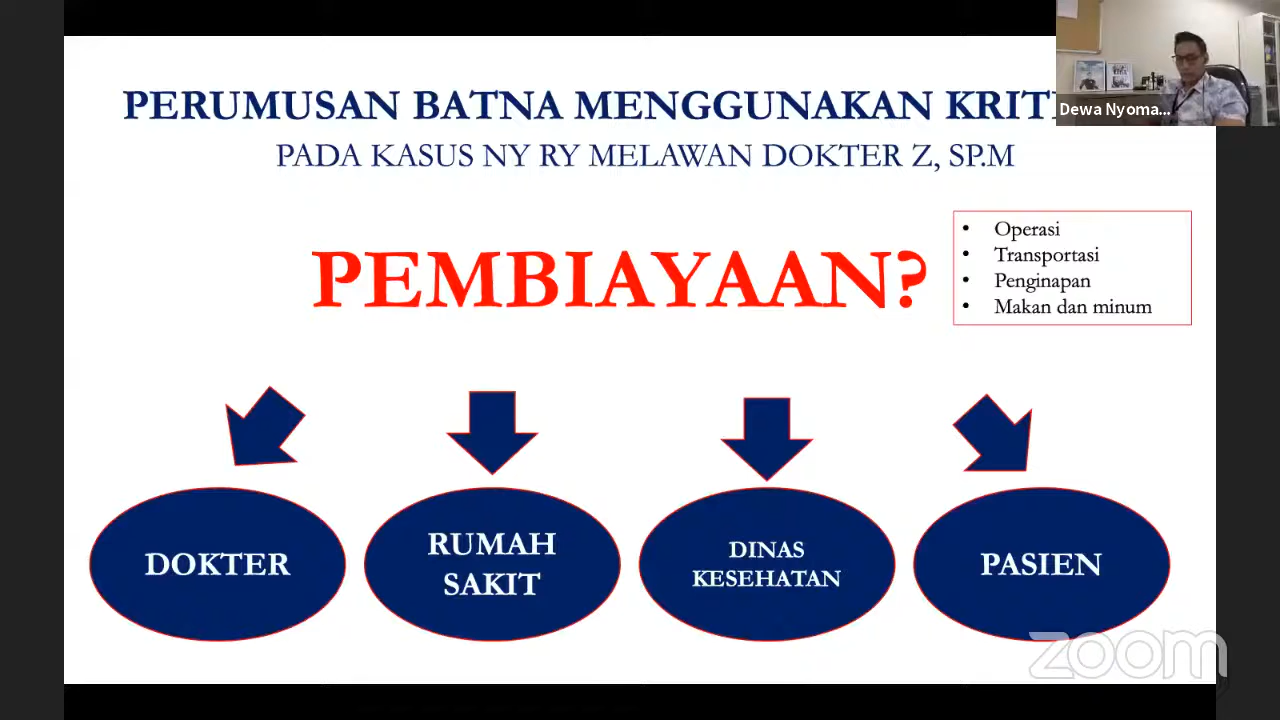 PERUMUSAN BATNA MENGGUNAKAN
PADA KASUS NY RY MELAWAN DOKTER Z, SP.M
Dewa Nyoma...
PEMBIAYAAN?
• Operasi
• Transportasi
• Penginapan
• Makan dan minum
DOKTER
RUMAH
SAKIT
DINAS
KESEHATAN
PASIEN
zoom